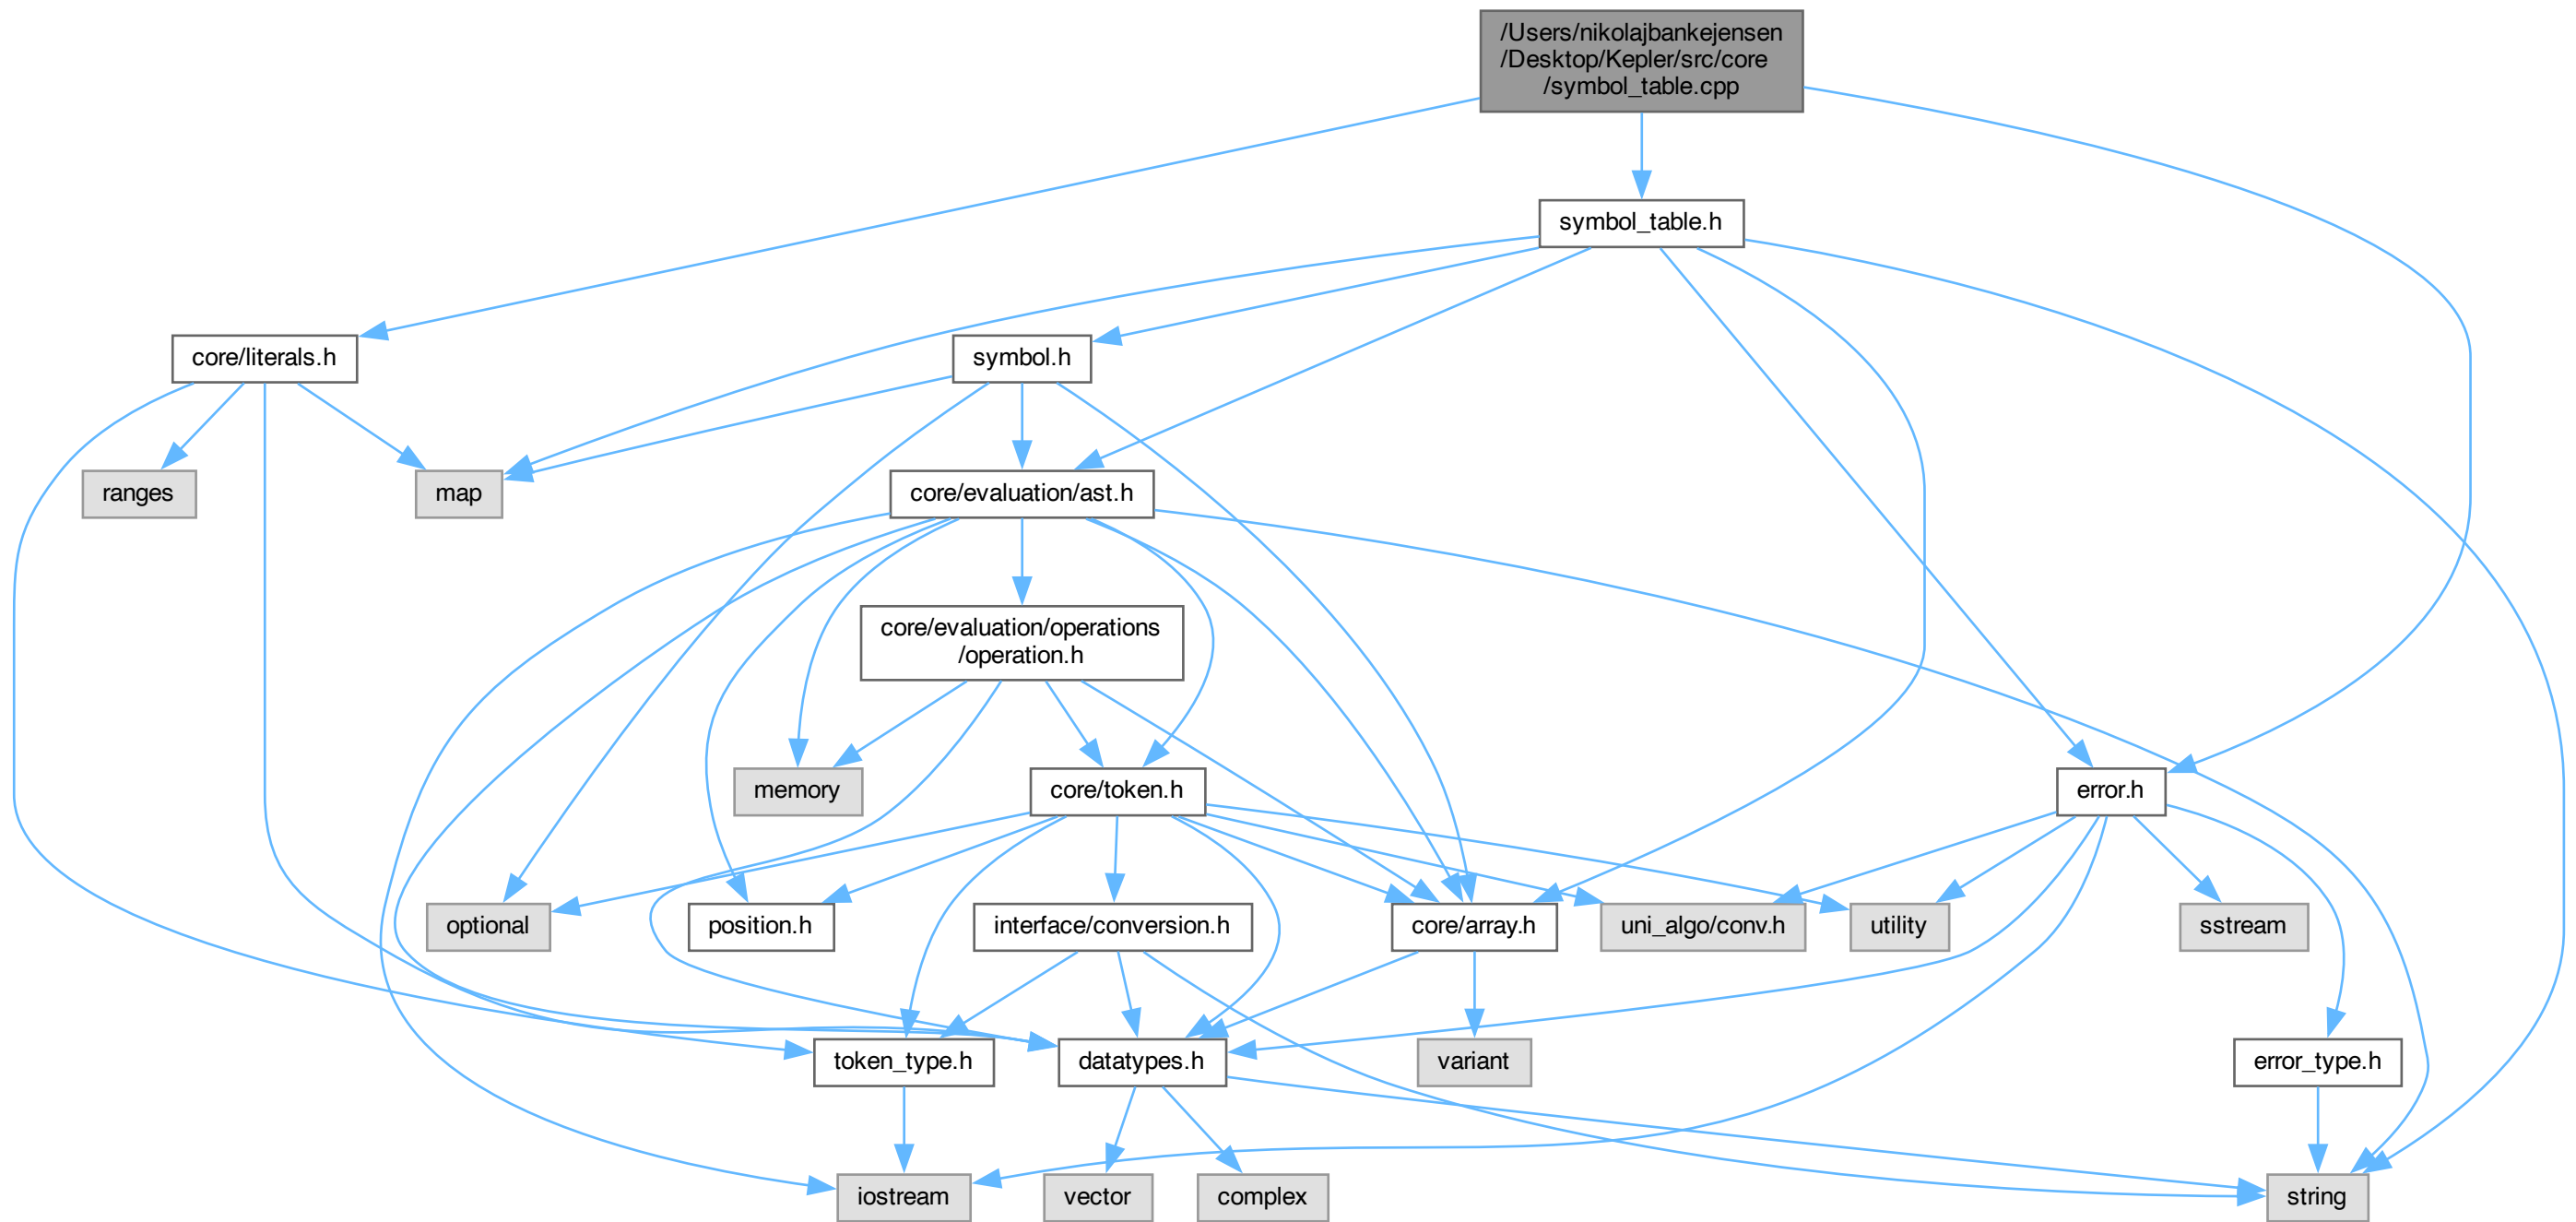 /Users/nikolajbankejensen
/Desktop/Kepler/src/core
/symbol_table.cpp
symbol_table.h
core/literals.h
symbol.h
ranges
map
core/evaluation/ast.h
core/evaluation/operations
/operation.h
memory
core/token.h
error.h
optional
position.h
interface/conversion.h
core/array.h
uni_algo/conv.h
utility
sstream
token_type.h
datatypes.h
variant
error_type.h
iostream
vector
complex
string